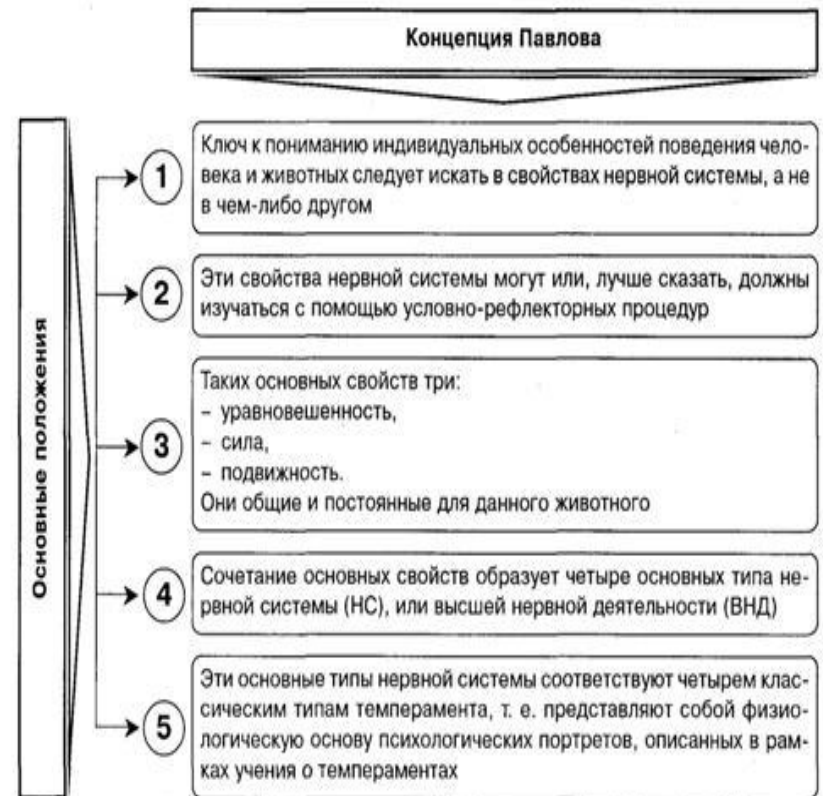 Концепция Павлова
Основные положения
1
Ключ к пониманию индивидуальных особенностей поведения чело-
века и животных следует искать в свойствах нервной системы, а не
в чем-либо другом
2
Эти свойства нервной системы могут или, лучше сказать, должны
изучаться с помощью условно-рефлекторных процедур
3
Таких основных свойств три:
– уравновешенность,
– сила,
– подвижность.
Они общие и постоянные для данного животного
4
Сочетание основных свойств образует четыре основных типа не-
рвной системы (НС), или высшей нервной деятельности (ВНД)
5
Эти основные типы нервной системы соответствуют четырем клас-
сическим типам темперамента, т. е. представляют собой физио-
логическую основу психологических портретов, описанных в рам-
ках учения о темпераментах